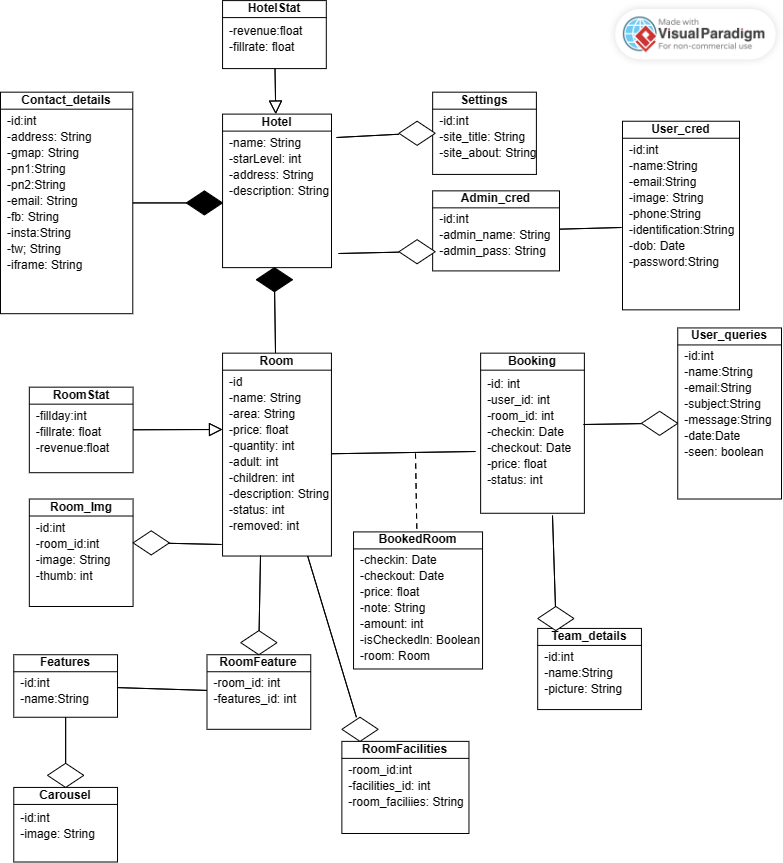 HotelStat
-revenue:float
-fillrate: float
Made with
VisualParadigm
For non-commercial use
Contact_details
-id:int
-address: String
-gmap: String
-pn1:String
-pn2:String
-email: String
-fb: String
-insta:String
-tw; String
-iframe: String
Hotel
-name: String
-starLevel: int
-address: String
-description: String
Settings
-id:int
-site_title: String
-site_about: String
Admin_cred
-id:int
-admin_name: String
-admin_pass: String
User_cred
-id:int
-name:String
-email:String
-image: String
-phone:String
-identification:String
-dob: Date
-password:String
Room
-id
-name: String
-area: String
-price: float
-quantity: int
-adult: int
-children: int
-description: String
-status: int
-removed: int
Booking
-id: int
-user_id: int
-room_id: int
-checkin: Date
-checkout: Date
-price: float
-status: int
User_queries
-id:int
-name:String
-email:String
-subject:String
-message:String
-date:Date
-seen: boolean
RoomStat
-fillday:int
-fillrate: float
-revenue:float
Room_Img
-id:int
-room_id:int
-image: String
-thumb: int
BookedRoom
-checkin: Date
-checkout: Date
-price: float
-note: String
-amount: int
-isCheckedIn: Boolean
-room: Room
Team_details
-id:int
-name:String
-picture: String
Features
-id:int
-name:String
RoomFeature
-room_id: int
-features_id: int
RoomFacilities
-room_id:int
-facilities_id: int
-room_faciliies: String
Carousel
-id:int
-image: String